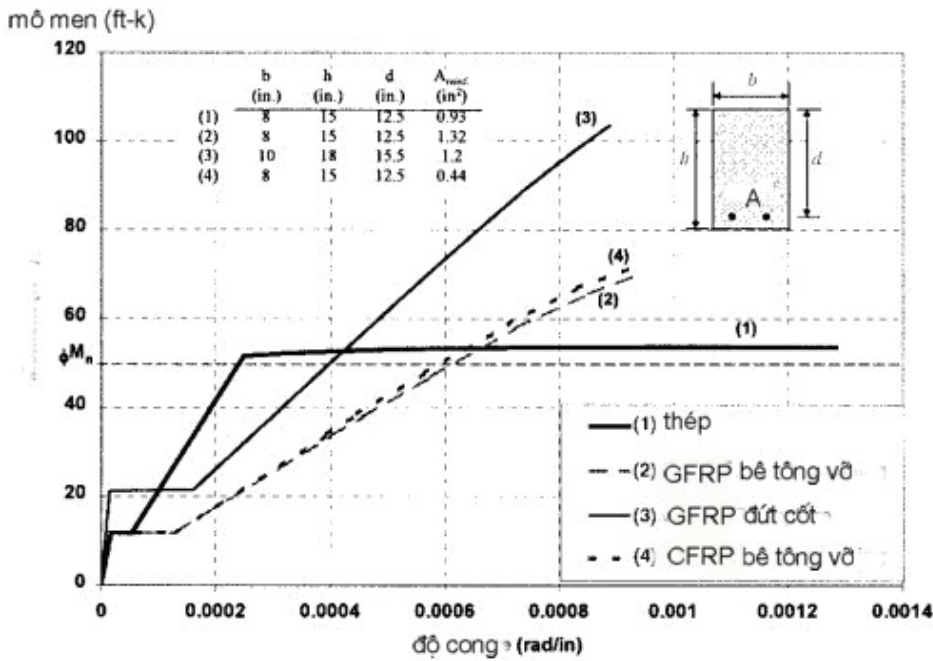 mô men (ft-k)
120
100
80
60
ϕMn
40
20
0
b h d Areinf.
(in.) (in.) (in.) (in²)
(1) 8 15 12.5 0.93
(2) 8 15 12.5 1.32
(3) 10 18 15.5 1.2
(4) 8 15 12.5 0.44
b
h
d
A
(3)
(4)
(2)
(1)
(1) thép
(2) GFRP bê tông vỡ
(3) GFRP đứt cốt
(4) CFRP bê tông vỡ
0 0.0002 0.0004 0.0006 0.0008 0.001 0.0012 0.0014
độ cong (rad/in)